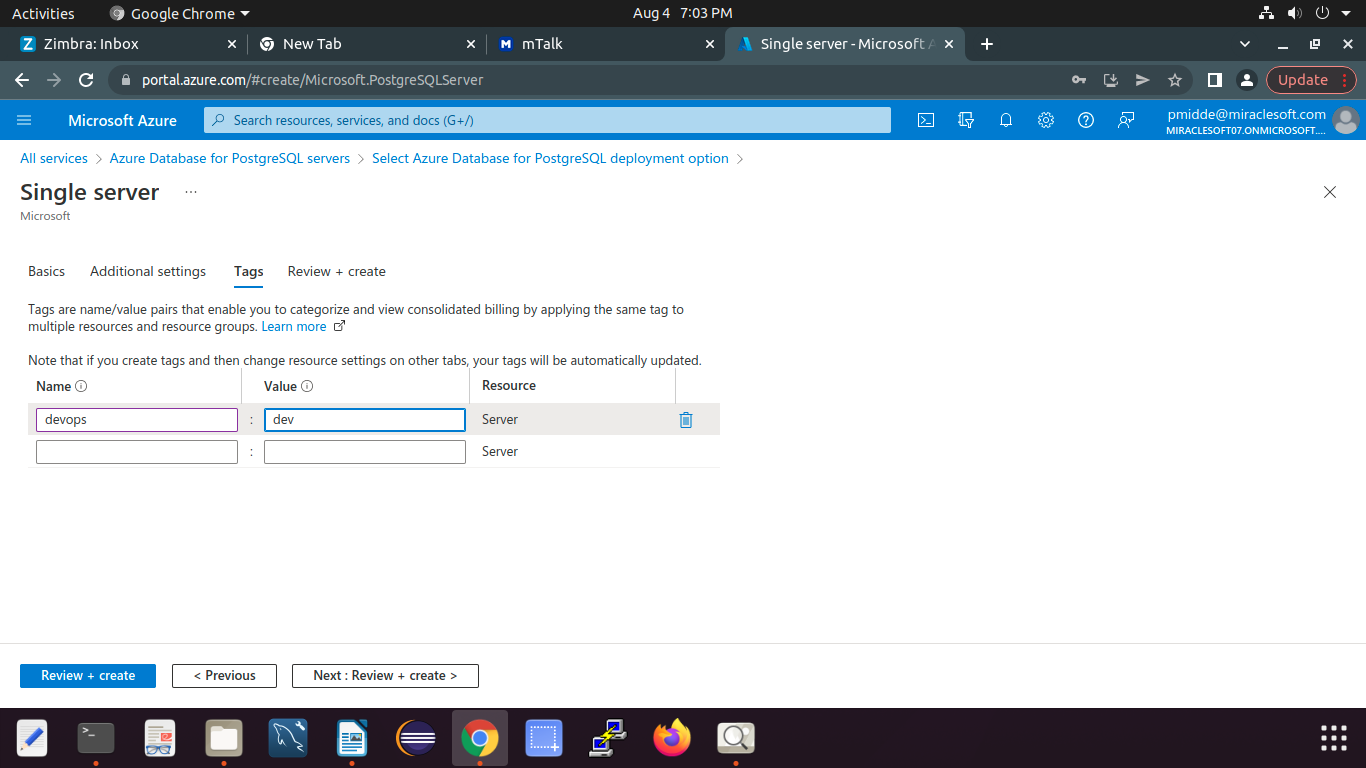 Activities Google Chrome Aug 4 7:03 PM
Zimbra: Inbox New Tab mTalk Single server - Microsoft A
portal.azure.com/#create/Microsoft.PostgreSQLServer Update
Microsoft Azure Search resources, services, and docs (G+/) pmidde@miraclesoft.com
MIRACLESOFT07.ONMICROSOFT....
All services > Azure Database for PostgreSQL servers > Select Azure Database for PostgreSQL deployment option >
Single server ...
Microsoft
Basics Additional settings Tags Review + create
Tags are name/value pairs that enable you to categorize and view consolidated billing by applying the same tag to
multiple resources and resource groups. Learn more
Note that if you create tags and then change resource settings on other tabs, your tags will be automatically updated.
Name Value Resource
devops : dev Server
: Server
Review + create < Previous Next : Review + create >